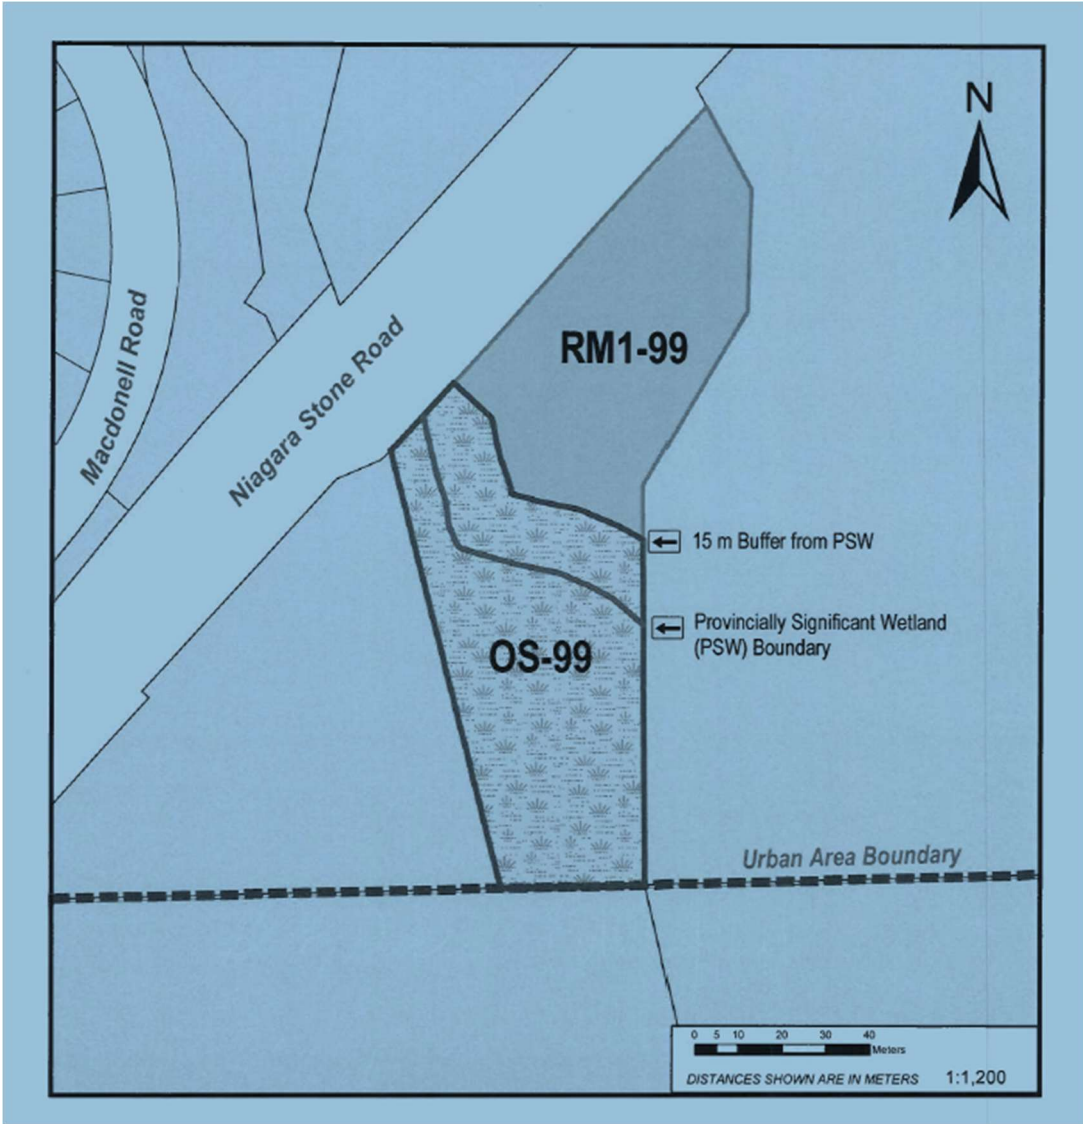 N
RM1-99
Macdonell Road
Niagara Stone Road
15 m Buffer from PSW
Provincially Significant Wetland
(PSW) Boundary
OS-99
Urban Area Boundary
0 5 10 20 30 40
Meters
DISTANCES SHOWN ARE IN METERS 1:1,200